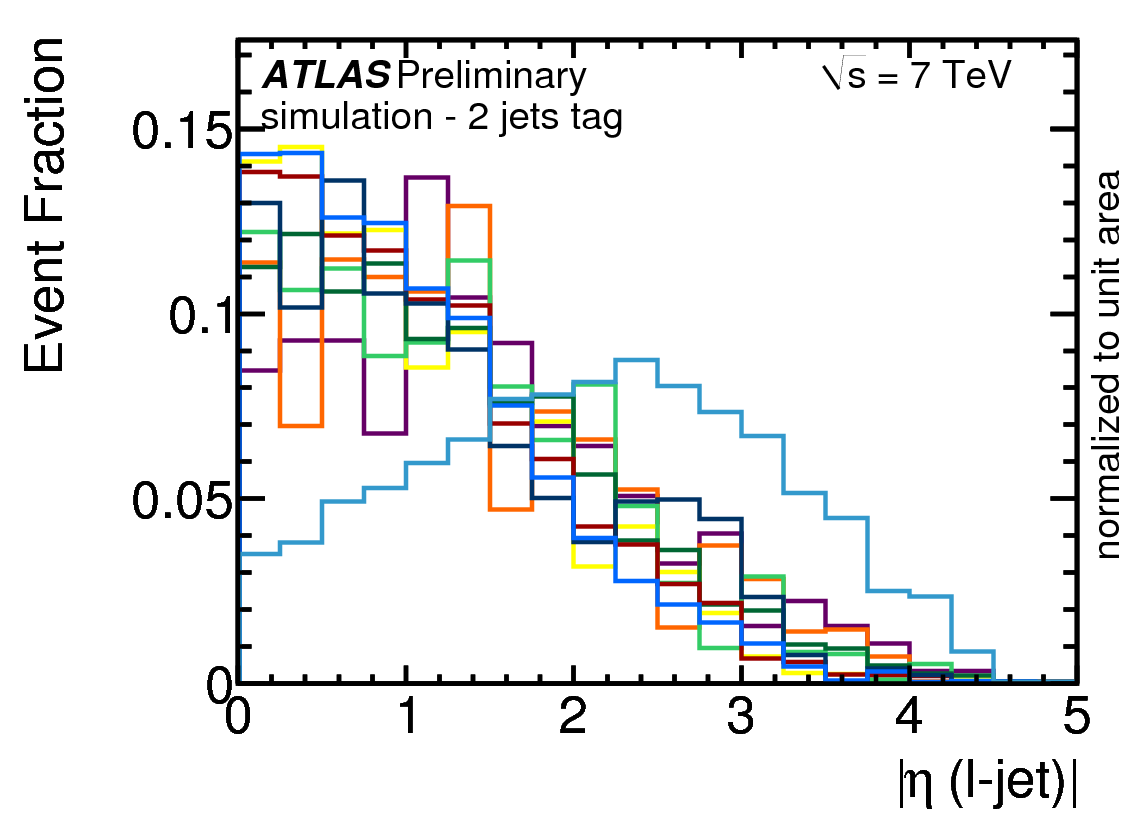 Event Fraction
ATLAS Preliminary
simulation - 2 jets tag
√s = 7 TeV
0.15
0.1
0.05
0
0 1 2 3 4 5
|η (l-jet)|
normalized to unit area